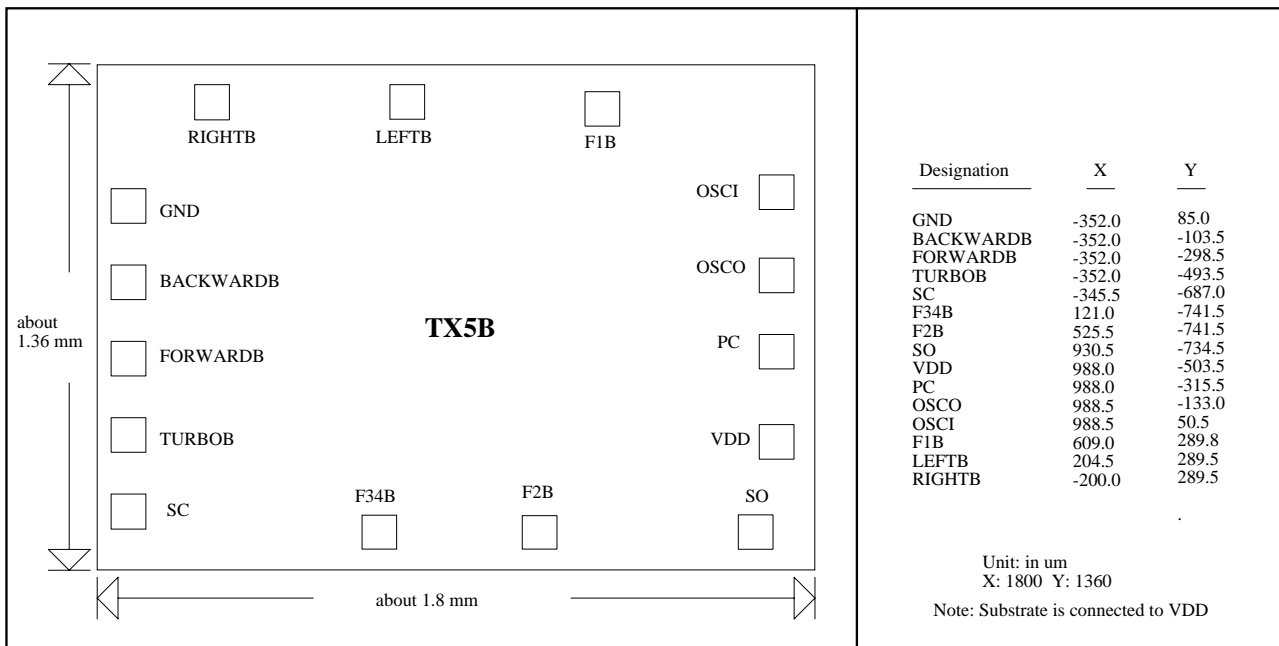 RIGHTB
LEFTB
F1B
GND
OSCI
BACKWARDB
OSCO
TX5B
about
1.36 mm
FORWARDB
PC
TURBOB
VDD
SC
F34B
F2B
SO
about 1.8 mm
Designation X Y
GND -352.0 85.0
BACKWARDB -352.0 -103.5
FORWARDB -352.0 -298.5
TURBOB -352.0 -493.5
SC -345.5 -687.0
F34B 121.0 -741.5
F2B 525.5 -741.5
SO 930.5 -734.5
VDD 988.0 -503.5
PC 988.0 -315.5
OSCO 988.5 -133.0
OSCI 988.5 50.5
F1B 609.0 289.8
LEFTB 204.5 289.5
RIGHTB -200.0 289.5
.
Unit: in um
X: 1800 Y: 1360
Note: Substrate is connected to VDD